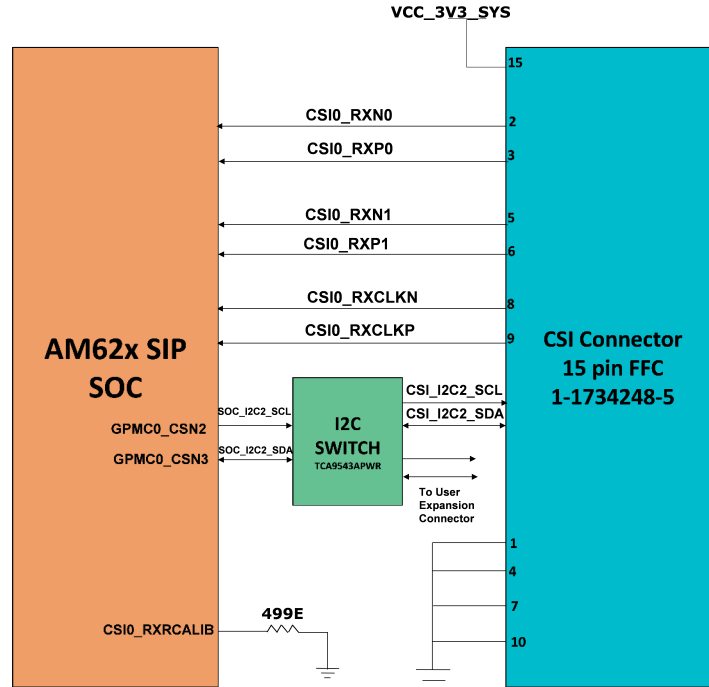 VCC_3V3_SYS
15
CSI0_RXN0
2
CSI0_RXP0
3
CSI0_RXN1
5
CSI0_RXP1
6
CSI0_RXCLKN
8
CSI0_RXCLKP
9
AM62x SIP
SOC
CSI Connector
15 pin FFC
1-1734248-5
CSI_I2C2_SCL
SOC_I2C2_SCL
CSI_I2C2_SDA
GPMC0_CSN2
I2C
SWITCH
TCA9543APWR
SOC_I2C2_SDA
GPMC0_CSN3
To User
Expansion
Connector
1
4
7
10
499E
CSI0_RXRCALIB